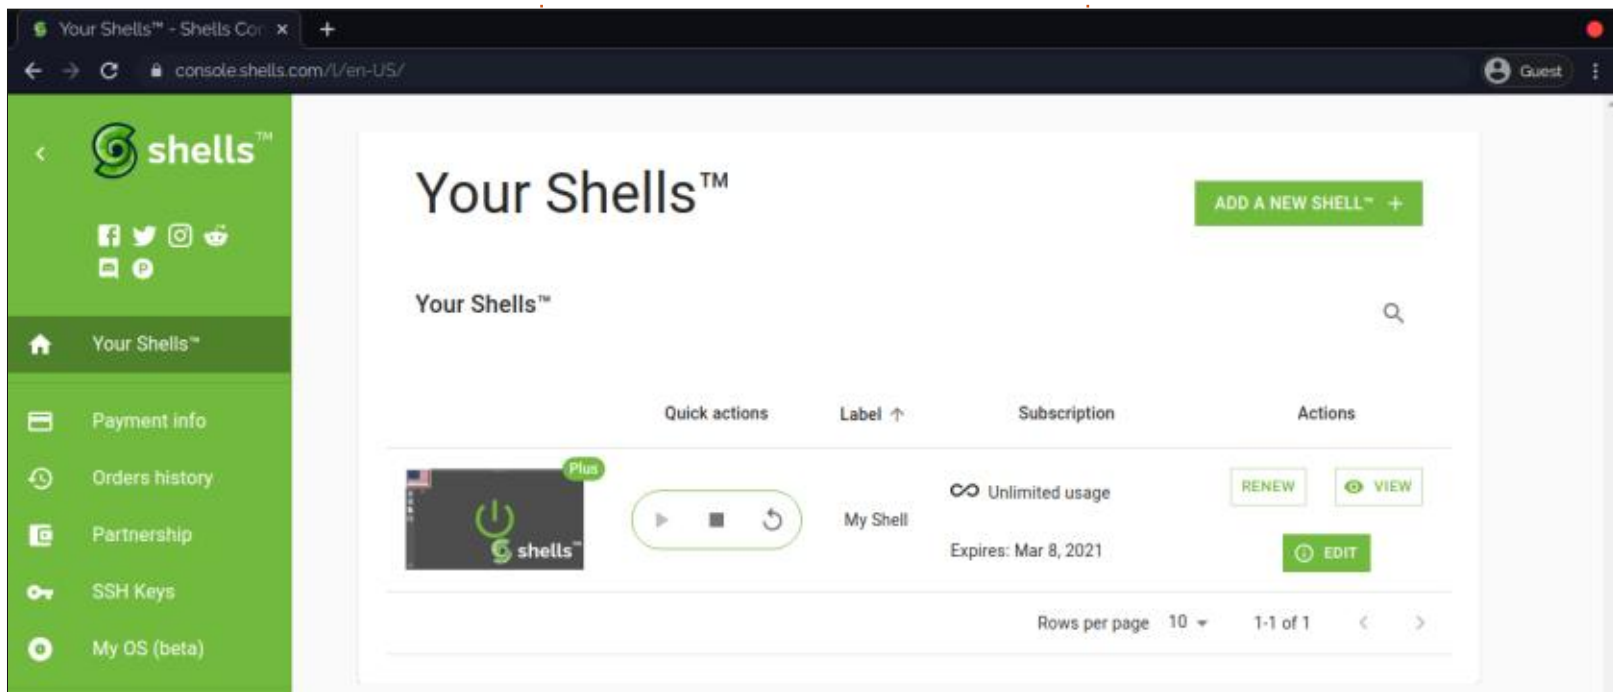 Your Shells™ - Shells Con
console.shells.com/l/en-US/
Guest
shells™
Your Shells™
Payment info
Orders history
Partnership
SSH Keys
My OS (beta)
Your Shells™
ADD A NEW SHELL™ +
Your Shells™
Quick actions Label ↑ Subscription Actions
Plus
shells™
My Shell
Unlimited usage
Expires: Mar 8, 2021
RENEW
VIEW
EDIT
Rows per page 10 1-1 of 1